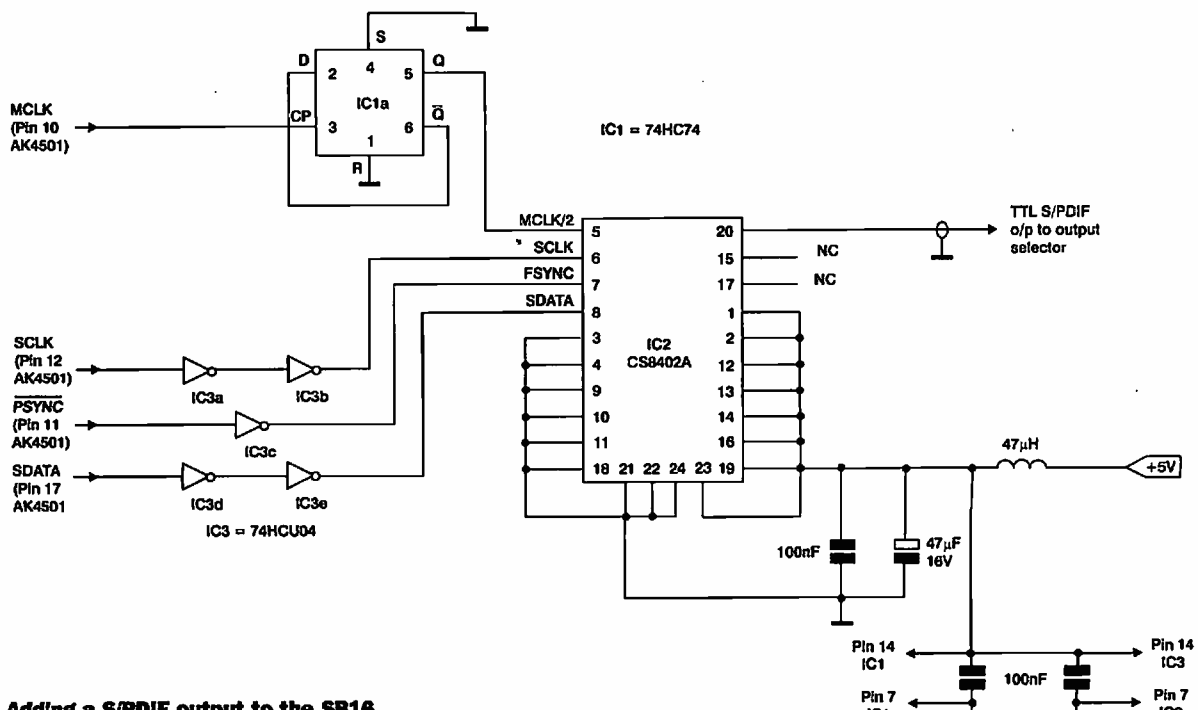 S
D
2
4
5
Q
MCLK
(Pin 10
AK4501)
CP
3
IC1a
6
Q̅
1
R
IC1 = 74HC74
MCLK/2
5
20
TTL S/PDIF
o/p to output
selector
SCLK
6
15
NC
FSYNC
7
17
NC
SDATA
8
1
3
IC2
CS8402A
2
4
12
9
13
10
14
11
16
18
21
22
24
23
19
SCLK
(Pin 12
AK4501)
IC3a
IC3b
PSYNC
(Pin 11
AK4501)
IC3c
SDATA
(Pin 17
AK4501
IC3d
IC3e
IC3 = 74HCU04
47µH
+5V
100nF
47µF
16V
Pin 14
IC1
Pin 14
IC3
100nF
Pin 7
Pin 7
Adding a S/PDIF output to the SB16